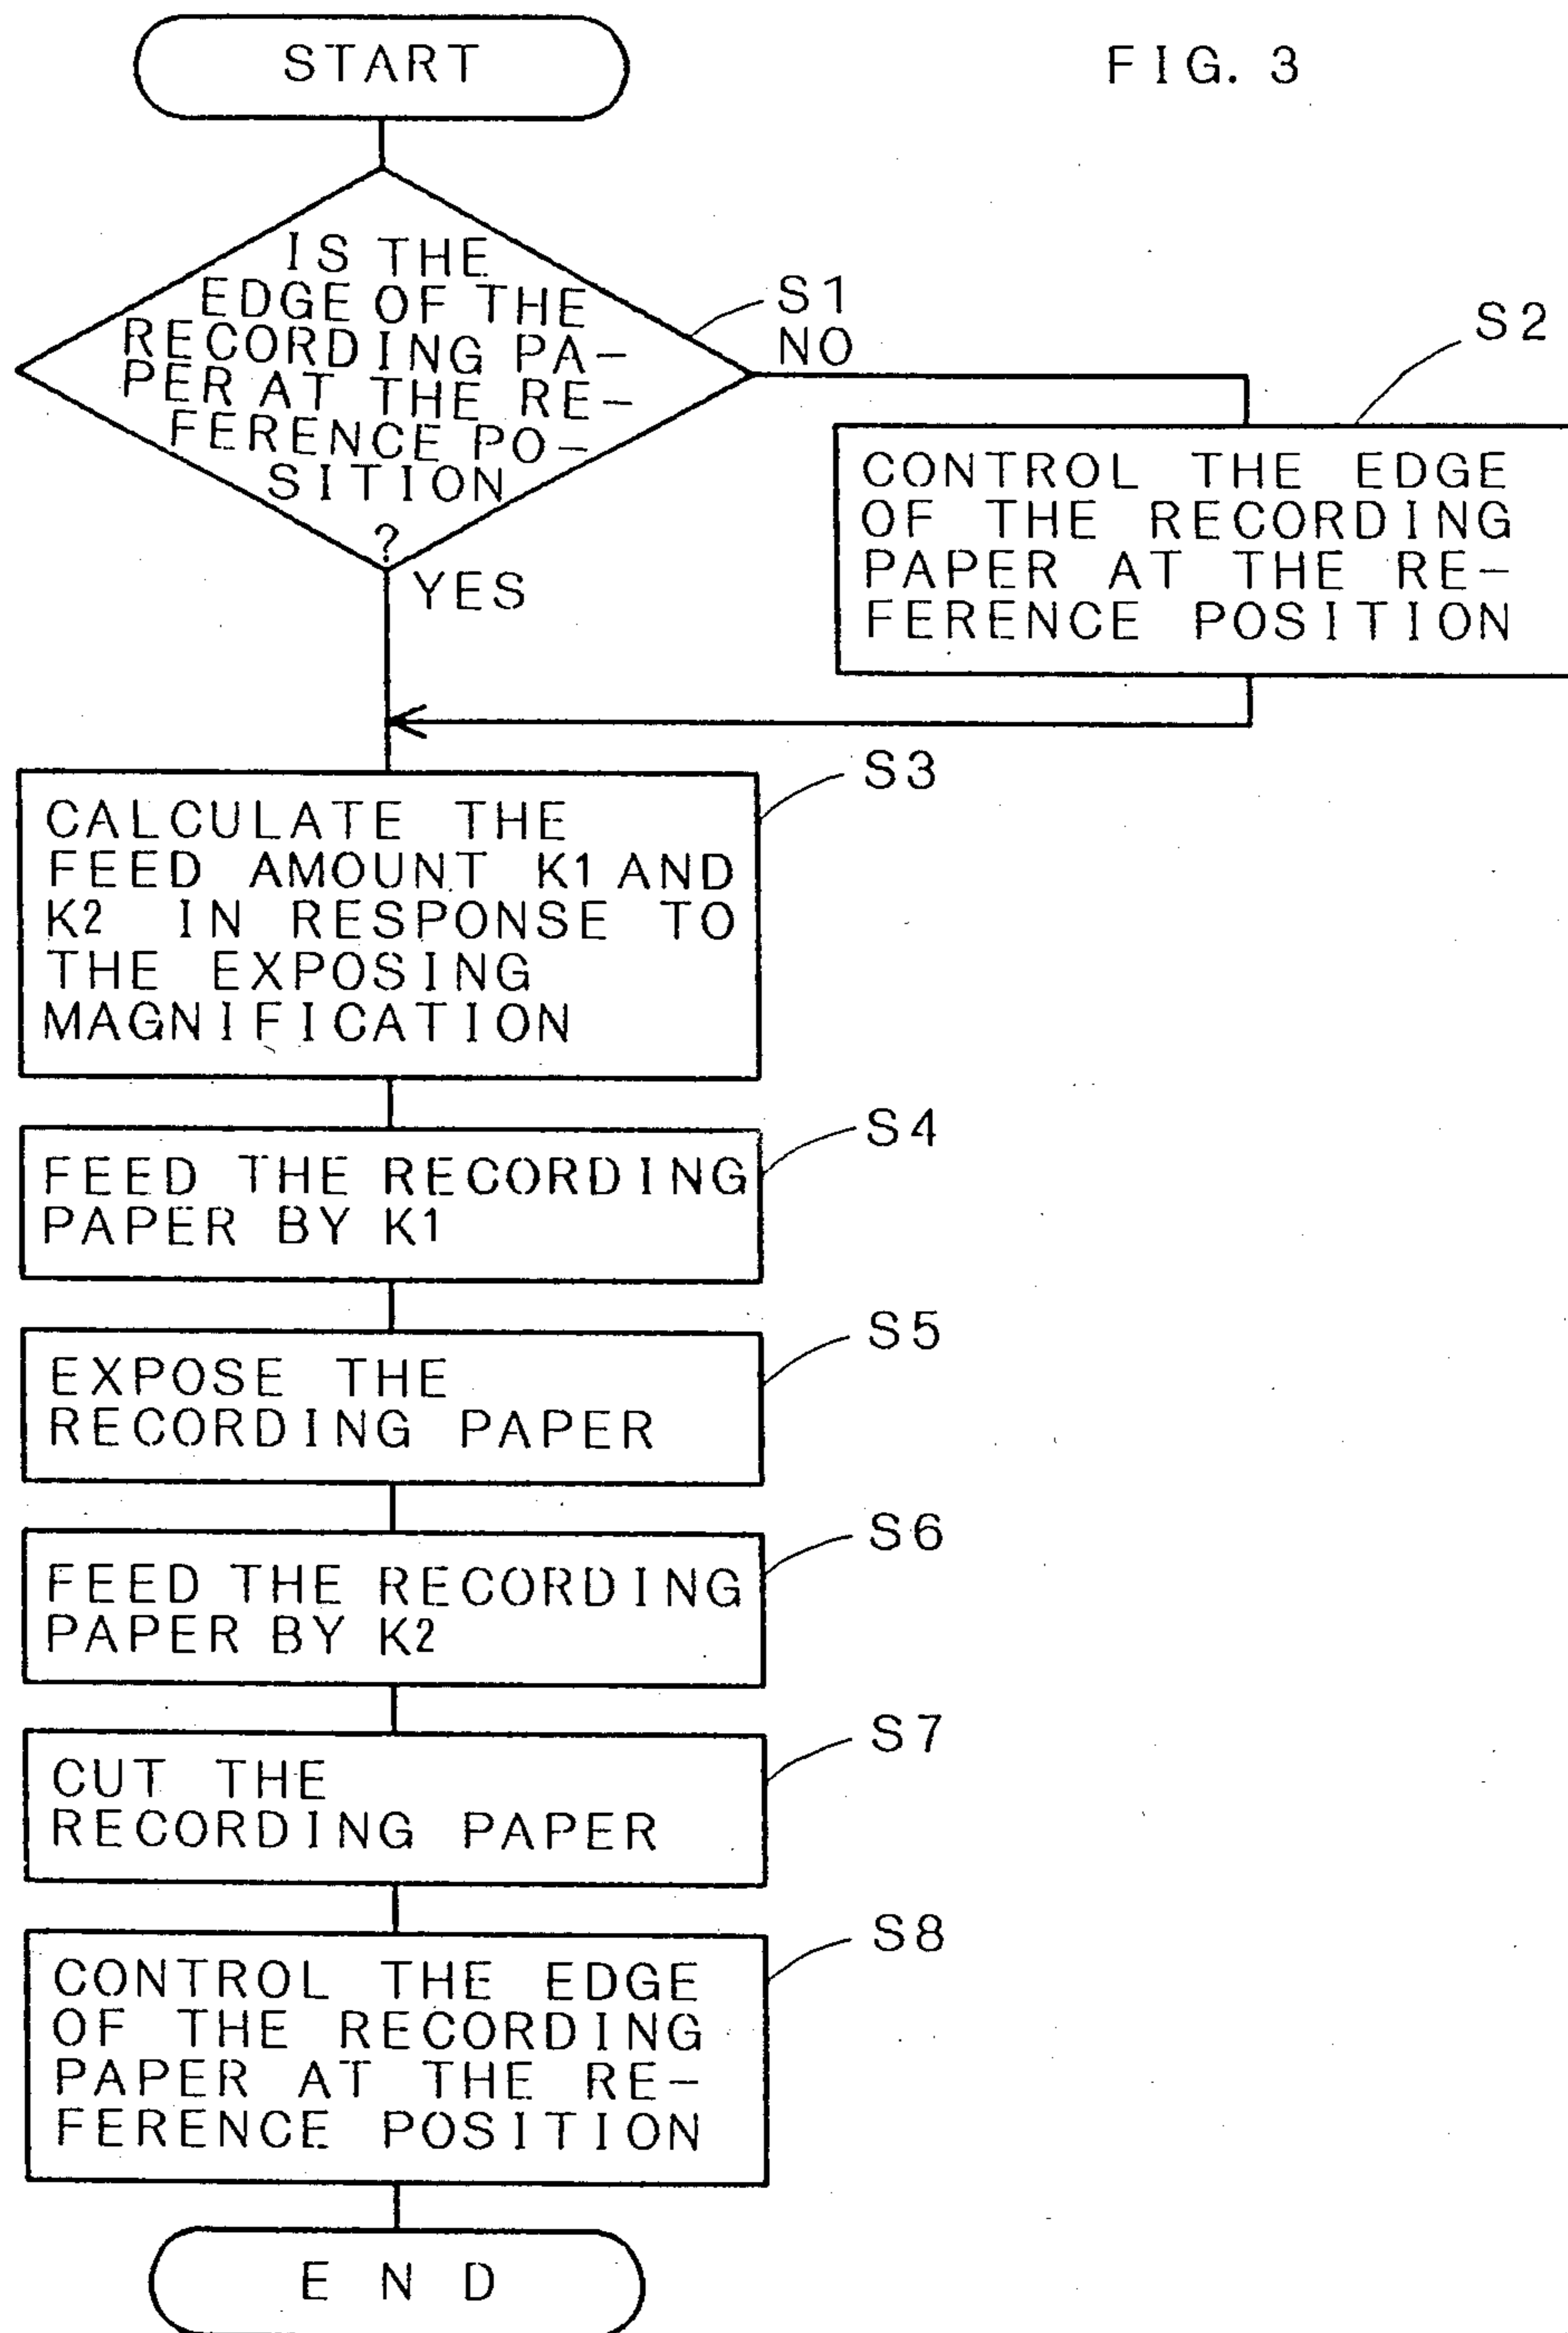 START
FIG. 3
IS THE
EDGE OF THE
RECORDING PA-
PER AT THE RE-
FERENCE PO-
SITION
?
S1
NO
YES
S2
CONTROL THE EDGE
OF THE RECORDING
PAPER AT THE RE-
FERENCE POSITION
S3
CALCULATE THE
FEED AMOUNT K1 AND
K2 IN RESPONSE TO
THE EXPOSING
MAGNIFICATION
S4
FEED THE RECORDING
PAPER BY K1
S5
EXPOSE THE
RECORDING PAPER
S6
FEED THE RECORDING
PAPER BY K2
S7
CUT THE
RECORDING PAPER
S8
CONTROL THE EDGE
OF THE RECORDING
PAPER AT THE RE-
FERENCE POSITION
END